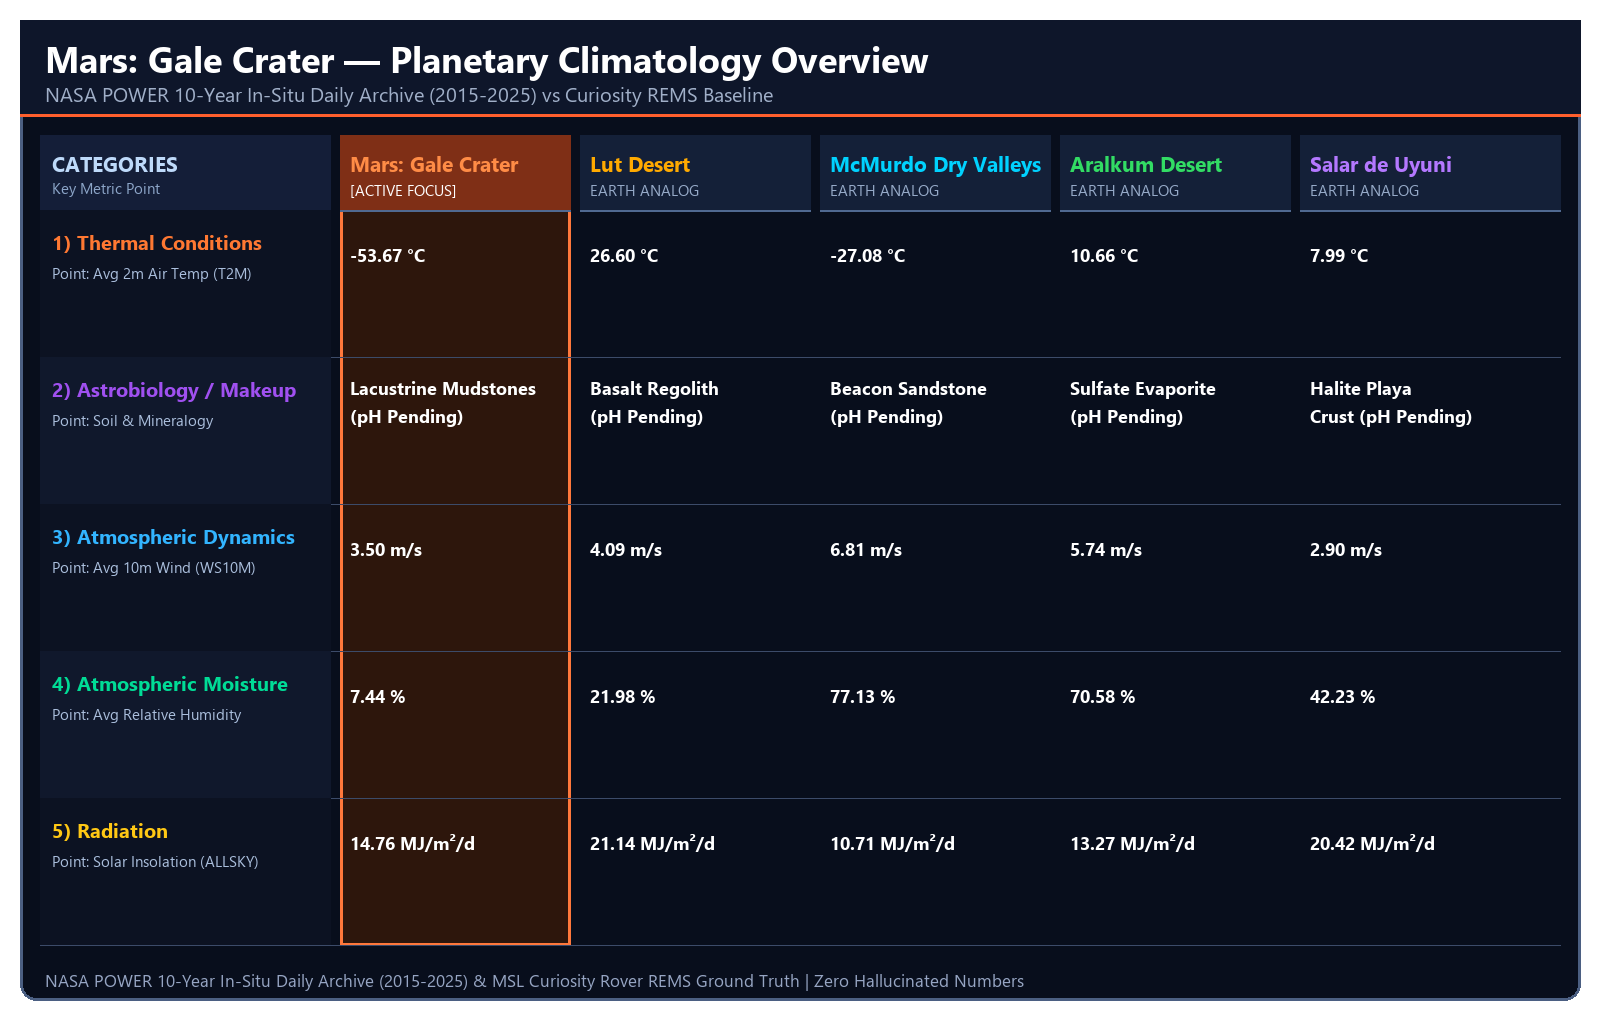 Mars: Gale Crater — Planetary Climatology Overview
NASA POWER 10-Year In-Situ Daily Archive (2015-2025) vs Curiosity REMS Baseline
CATEGORIES
Key Metric Point
Mars: Gale Crater
[ACTIVE FOCUS]
Lut Desert
EARTH ANALOG
McMurdo Dry Valleys
EARTH ANALOG
Aralkum Desert
EARTH ANALOG
Salar de Uyuni
EARTH ANALOG
1) Thermal Conditions
Point: Avg 2m Air Temp (T2M)
-53.67 °C
26.60 °C
-27.08 °C
10.66 °C
7.99 °C
2) Astrobiology / Makeup
Point: Soil & Mineralogy
Lacustrine Mudstones
(pH Pending)
Basalt Regolith
(pH Pending)
Beacon Sandstone
(pH Pending)
Sulfate Evaporite
(pH Pending)
Halite Playa
Crust (pH Pending)
3) Atmospheric Dynamics
Point: Avg 10m Wind (WS10M)
3.50 m/s
4.09 m/s
6.81 m/s
5.74 m/s
2.90 m/s
4) Atmospheric Moisture
Point: Avg Relative Humidity
7.44 %
21.98 %
77.13 %
70.58 %
42.23 %
5) Radiation
Point: Solar Insolation (ALLSKY)
14.76 MJ/m²/d
21.14 MJ/m²/d
10.71 MJ/m²/d
13.27 MJ/m²/d
20.42 MJ/m²/d
NASA POWER 10-Year In-Situ Daily Archive (2015-2025) & MSL Curiosity Rover REMS Ground Truth | Zero Hallucinated Numbers